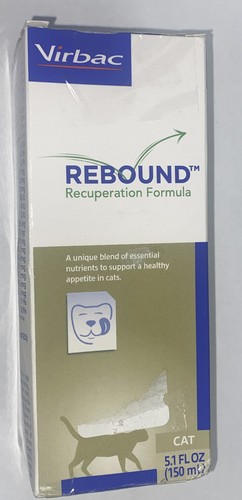 Virbac
REBOUND™
Recuperation Formula
A unique blend of essential
nutrients to support a healthy
appetite in cats.
CAT
5.1 FL OZ
(150 mL)